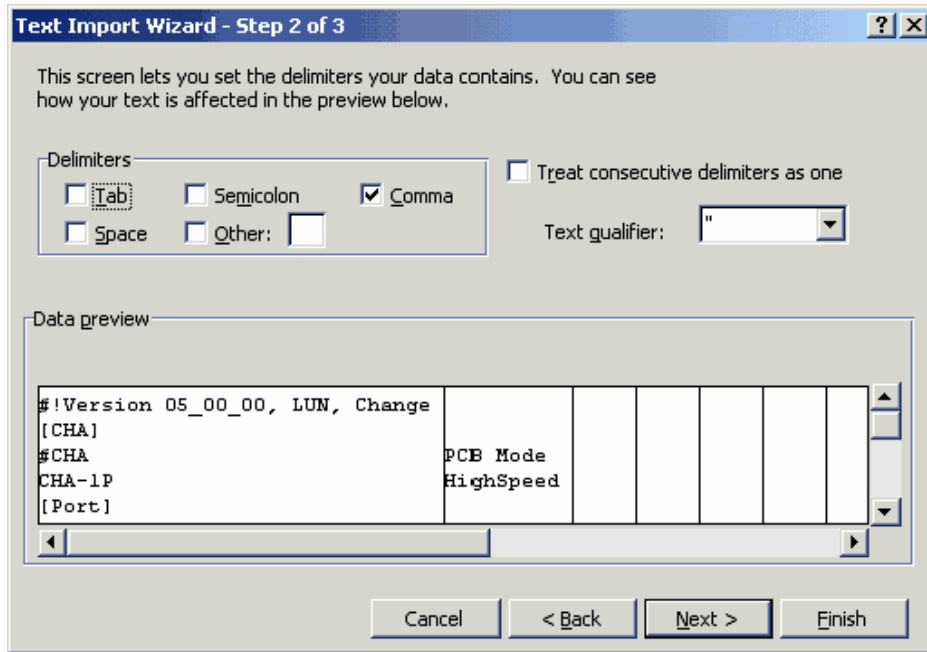 Text Import Wizard - Step 2 of 3
This screen lets you set the delimiters your data contains. You can see
how your text is affected in the preview below.
Delimiters
Tab Semicolon Comma
Space Other:
Treat consecutive delimiters as one
Text qualifier: "
Data preview
#!Version 05_00_00, LUN, Change
[CHA]
#CHA PCB Mode
CHA-1P HighSpeed
[Port]
Cancel < Back Next > Finish